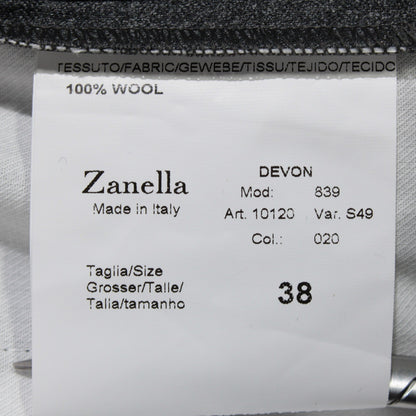 TESSUTO/FABRIC/GEWEBE/TISSU/TEJIDO/TECIDO
100% WOOL
Zanella
Made in Italy
DEVON
Mod: 839
Art. 10120 Var. S49
Col.: 020
Taglia/Size
Grosser/Talle/
Talia/tamanho
38